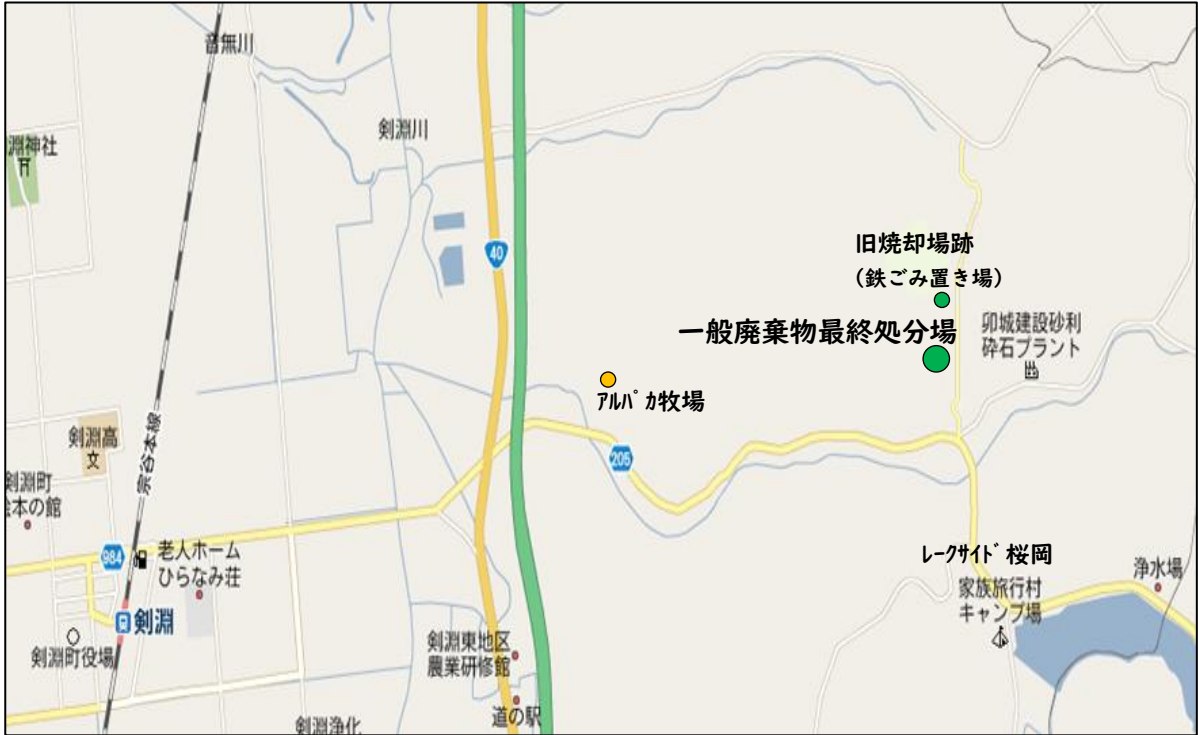 音無川
剣淵川
淵神社
40
旧焼却場跡
(鉄ごみ置き場)
一般廃棄物最終処分場
卯城建設砂利
砕石プラント
アルパカ牧場
205
剣淵高
文
宗谷本線
剣淵町
絵本の館
984
老人ホーム
ひらなみ荘
剣淵
剣淵町役場
レークサイド桜岡
家族旅行村
キャンプ場
浄水場
剣淵東地区
農業研修館
道の駅
剣淵浄化